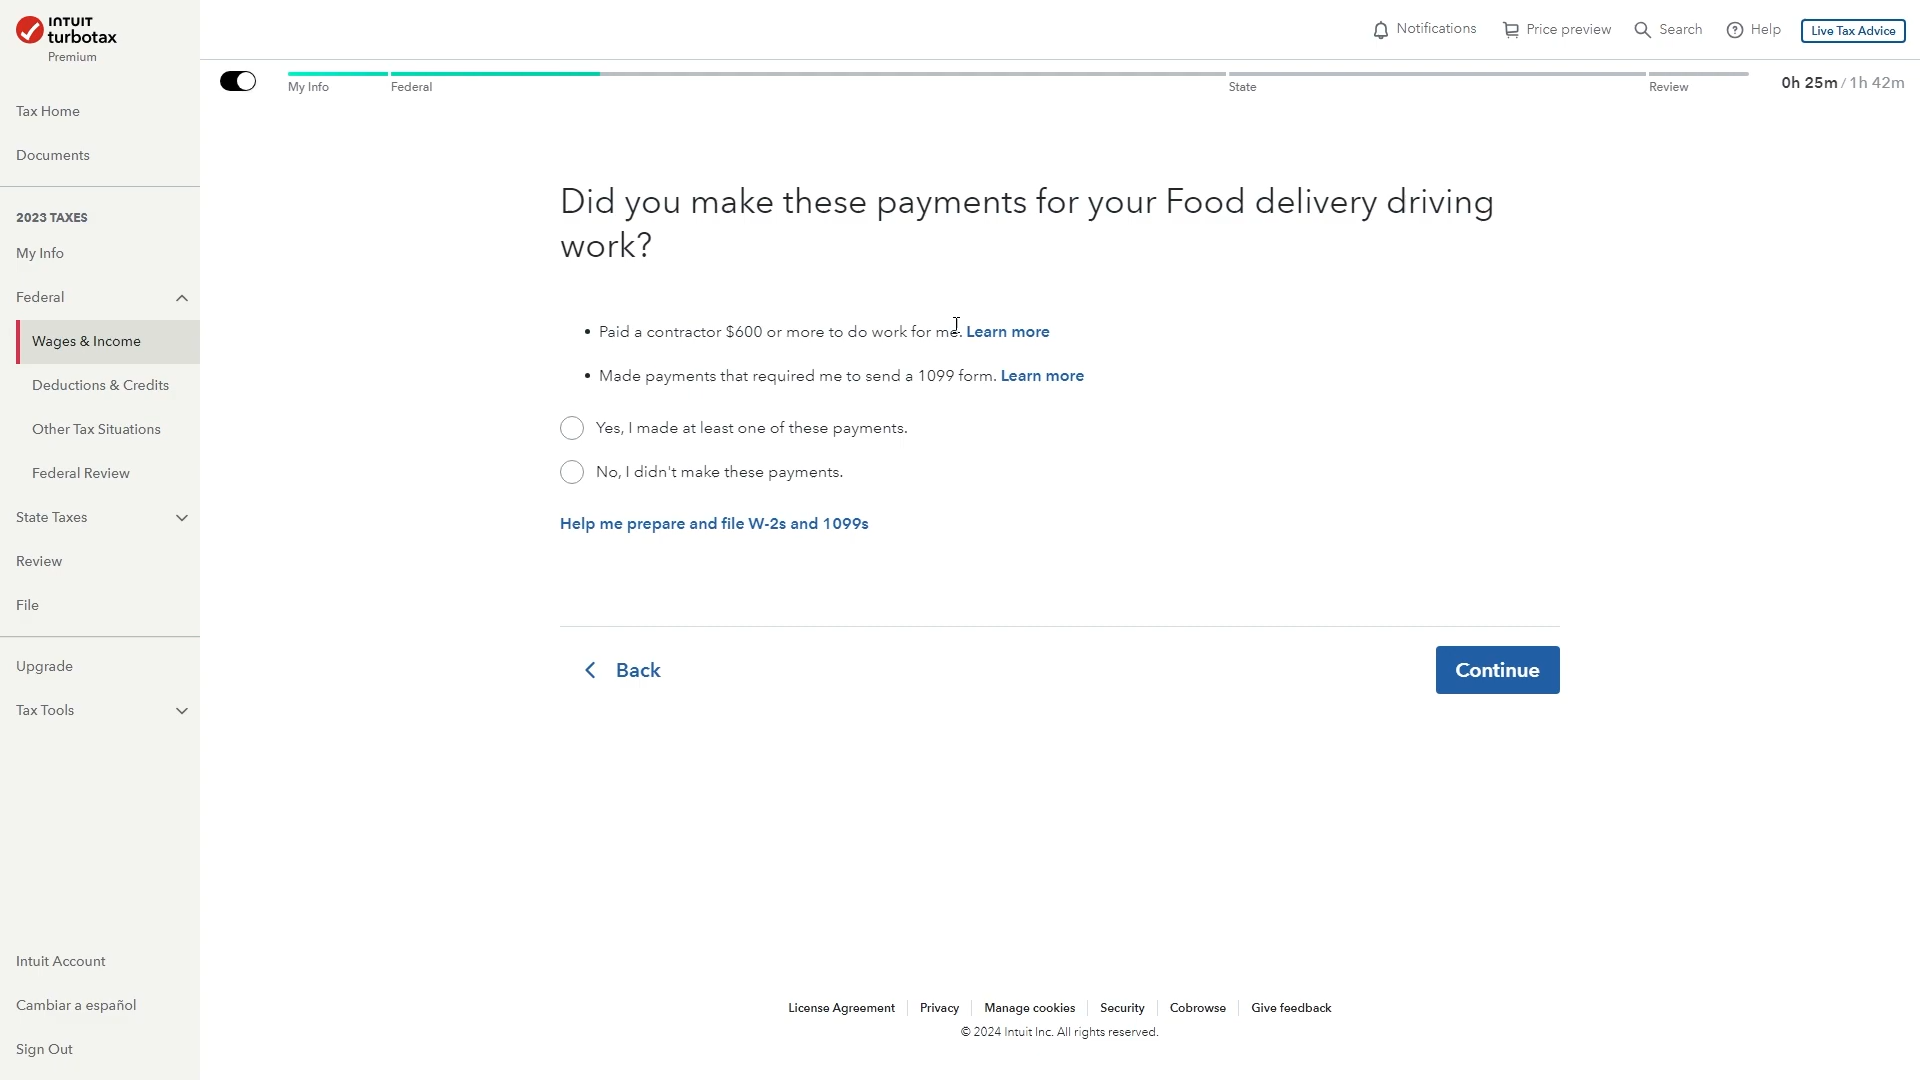 INTUIT
turbotax
Premium
Notifications
Price preview
Search
Help
Live Tax Advice
My Info
Federal
State
Review
0h 25m / 1h 42m
Tax Home
Documents
2023 TAXES
My Info
Federal
Wages & Income
Deductions & Credits
Other Tax Situations
Federal Review
State Taxes
Review
File
Upgrade
Tax Tools
Intuit Account
Cambiar a español
Sign Out
Did you make these payments for your Food delivery driving
work?
• Paid a contractor $600 or more to do work for me. Learn more
• Made payments that required me to send a 1099 form. Learn more
Yes, I made at least one of these payments.
No, I didn't make these payments.
Help me prepare and file W-2s and 1099s
Back
Continue
License Agreement
Privacy
Manage cookies
Security
Cobrowse
Give feedback
© 2024 Intuit Inc. All rights reserved.